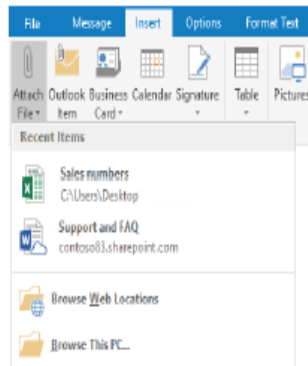 File Message Insert Options Format Text
Attach Outlook Business Calendar Signature Table Pictures
File Item Card
Recent Items
Sales numbers
C:\Users\Desktop
Support and FAQ
contoso83.sharepoint.com
Browse Web Locations
Browse This PC...